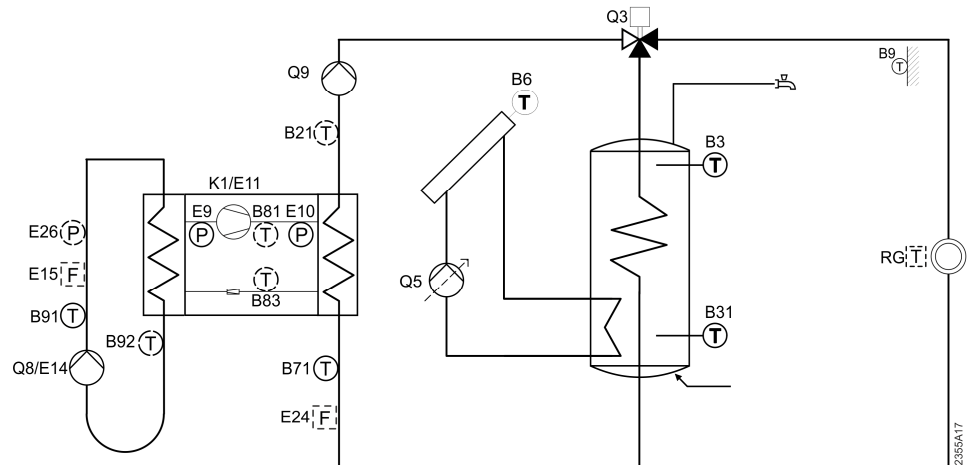 Q3
B9
T
Q9
B6
T
B21 T
B3
T
K1/E11
E9 B81 E10
P T P
E26 P
E15 F
T
B83
Q5
RG T
B91 T
B92 T
B31
T
Q8/E14
B71 T
E24 F
2355A17